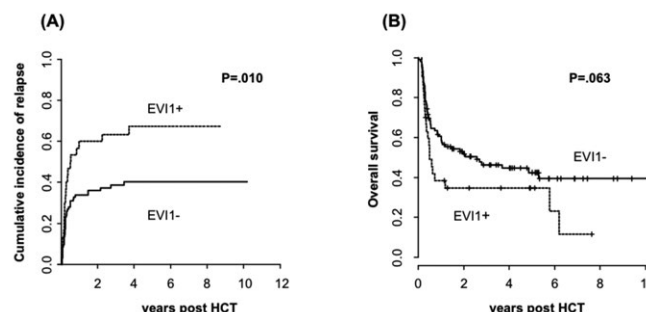 (A)
Cumulative incidence of relapse
1.0
0.8
0.6
0.4
0.2
0.0
P=.010
EVI1+
EVI1-
2 4 6 8 10 12
years post HCT
(B)
Overall survival
1.0
0.8
0.6
0.4
0.2
0.0
P=.063
EVI1-
EVI1+
0 2 4 6 8 10
years post HCT